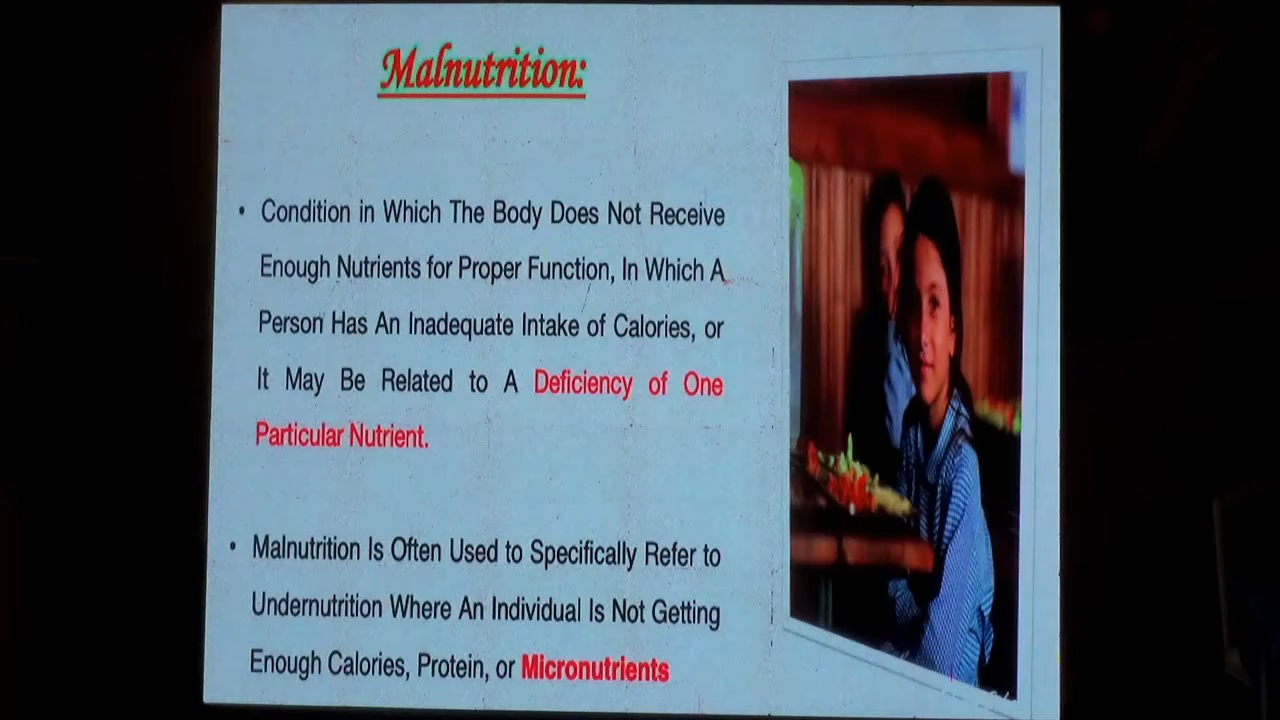 Malnutrition:
• Condition in Which The Body Does Not Receive
Enough Nutrients for Proper Function, In Which A
Person Has An Inadequate Intake of Calories, or
It May Be Related to A Deficiency of One
Particular Nutrient.
• Malnutrition Is Often Used to Specifically Refer to
Undernutrition Where An Individual Is Not Getting
Enough Calories, Protein, or Micronutrients